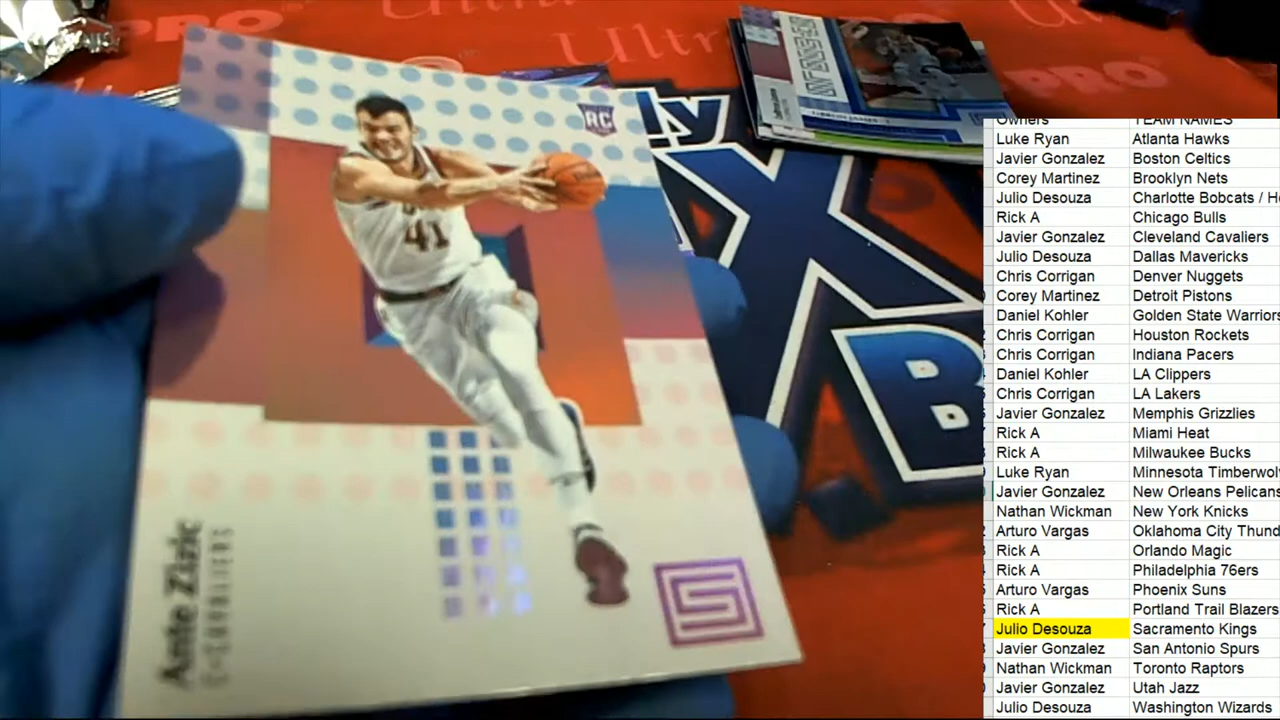 PRO
Ultra
Ultra
PRO
ly
X
B
RC
41
Ante Zizic
CAVALIERS
S
Owners TEAM NAMES
Luke Ryan Atlanta Hawks
Javier Gonzalez Boston Celtics
Corey Martinez Brooklyn Nets
Julio Desouza Charlotte Bobcats / Ho
Rick A Chicago Bulls
Javier Gonzalez Cleveland Cavaliers
Julio Desouza Dallas Mavericks
Chris Corrigan Denver Nuggets
Corey Martinez Detroit Pistons
Daniel Kohler Golden State Warriors
Chris Corrigan Houston Rockets
Chris Corrigan Indiana Pacers
Daniel Kohler LA Clippers
Chris Corrigan LA Lakers
Javier Gonzalez Memphis Grizzlies
Rick A Miami Heat
Rick A Milwaukee Bucks
Luke Ryan Minnesota Timberwol
Javier Gonzalez New Orleans Pelicans
Nathan Wickman New York Knicks
Arturo Vargas Oklahoma City Thund
Rick A Orlando Magic
Rick A Philadelphia 76ers
Arturo Vargas Phoenix Suns
Rick A Portland Trail Blazers
Julio Desouza Sacramento Kings
Javier Gonzalez San Antonio Spurs
Nathan Wickman Toronto Raptors
Javier Gonzalez Utah Jazz
Julio Desouza Washington Wizards